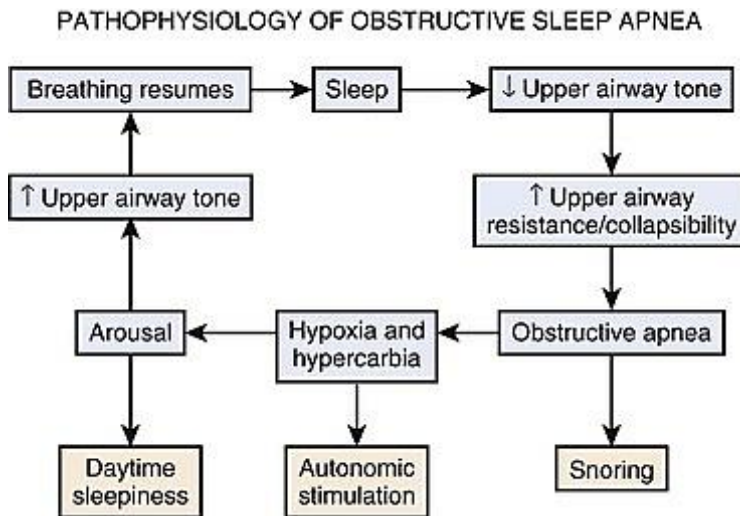 PATHOPHYSIOLOGY OF OBSTRUCTIVE SLEEP APNEA
Breathing resumes
Sleep
↓ Upper airway tone
↑ Upper airway tone
↑ Upper airway
resistance/collapsibility
Arousal
Hypoxia and
hypercarbia
Obstructive apnea
Daytime
sleepiness
Autonomic
stimulation
Snoring